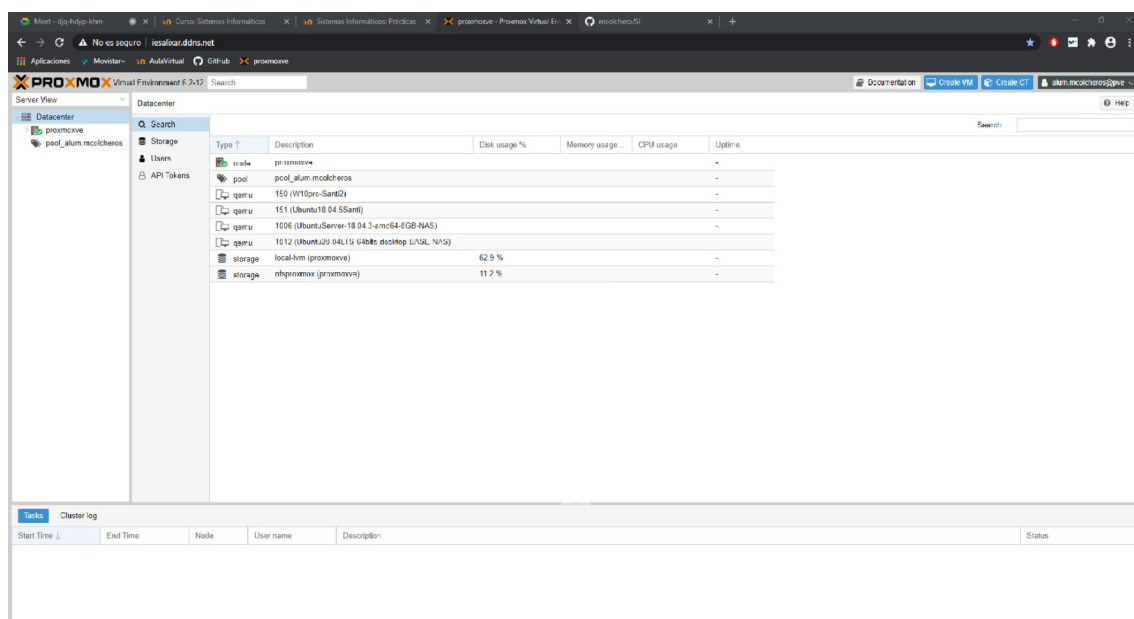 Meet - djq-hdyp-khm
Curso: Sistemas Informáticos
Sistemas Informáticos: Prácticas
proxmoxve - Proxmox Virtual En
mcolchero/SI
No es seguro | iesalixar.ddns.net
Aplicaciones Movistar- AulaVirtual GitHub proxmoxve
PROXMOX Virtual Environment 6.2-12 Search
Documentation Create VM Create CT alum.mcolcheros@pve
Server View
Datacenter
proxmoxve
pool_alum.mcolcheros
Datacenter
Help
Search
Storage
Users
API Tokens
Search:
Type Description Disk usage % Memory usage... CPU usage Uptime
node proxmoxve -
pool pool_alum.mcolcheros -
qemu 150 (W10pro-Santi2) -
qemu 151 (Ubuntu18.04.5Santi) -
qemu 1006 (UbuntuServer-18.04.3-amd64-8GB-NAS) -
qemu 1012 (Ubuntu20.04LTS-64bits-desktop-BASE-NAS)
storage local-lvm (proxmoxve) 62.9 % -
storage nfsproxmox (proxmoxve) 11.2 % -
Tasks Cluster log
Start Time End Time Node User name Description Status